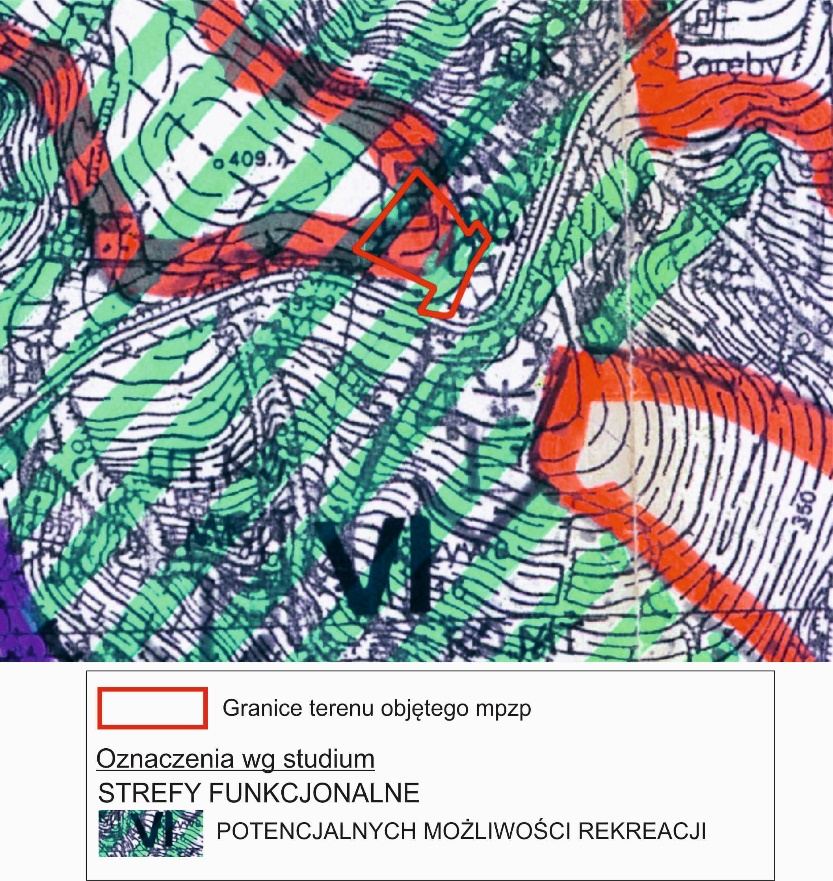 Poręby
409.7
350
VI
Granice terenu objętego mpzp
Oznaczenia wg studium
STREFY FUNKCJONALNE
VI
POTENCJALNYCH MOŻLIWOŚCI REKREACJI